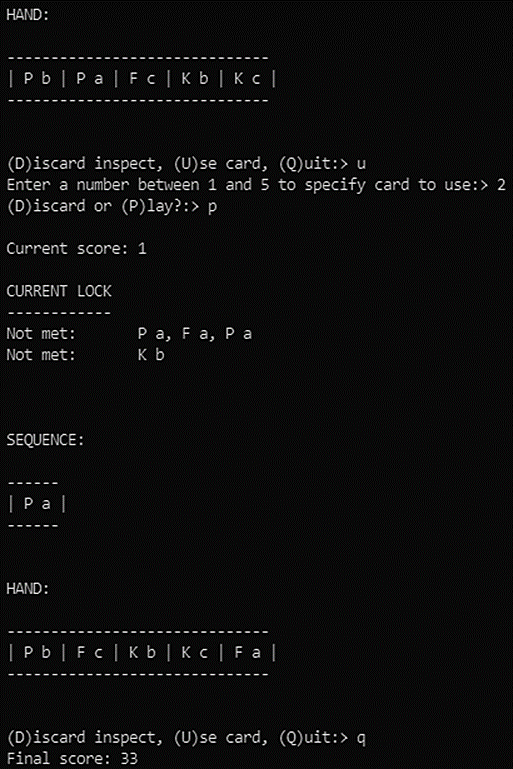 HAND:
------------------------------
| P b | P a | F c | K b | K c |
------------------------------
(D)iscard inspect, (U)se card, (Q)uit:> u
Enter a number between 1 and 5 to specify card to use:> 2
(D)iscard or (P)lay?:> p
Current score: 1
CURRENT LOCK
------------
Not met: P a, F a, P a
Not met: K b
SEQUENCE:
------
| P a |
------
HAND:
------------------------------
| P b | F c | K b | K c | F a |
------------------------------
(D)iscard inspect, (U)se card, (Q)uit:> q
Final score: 33